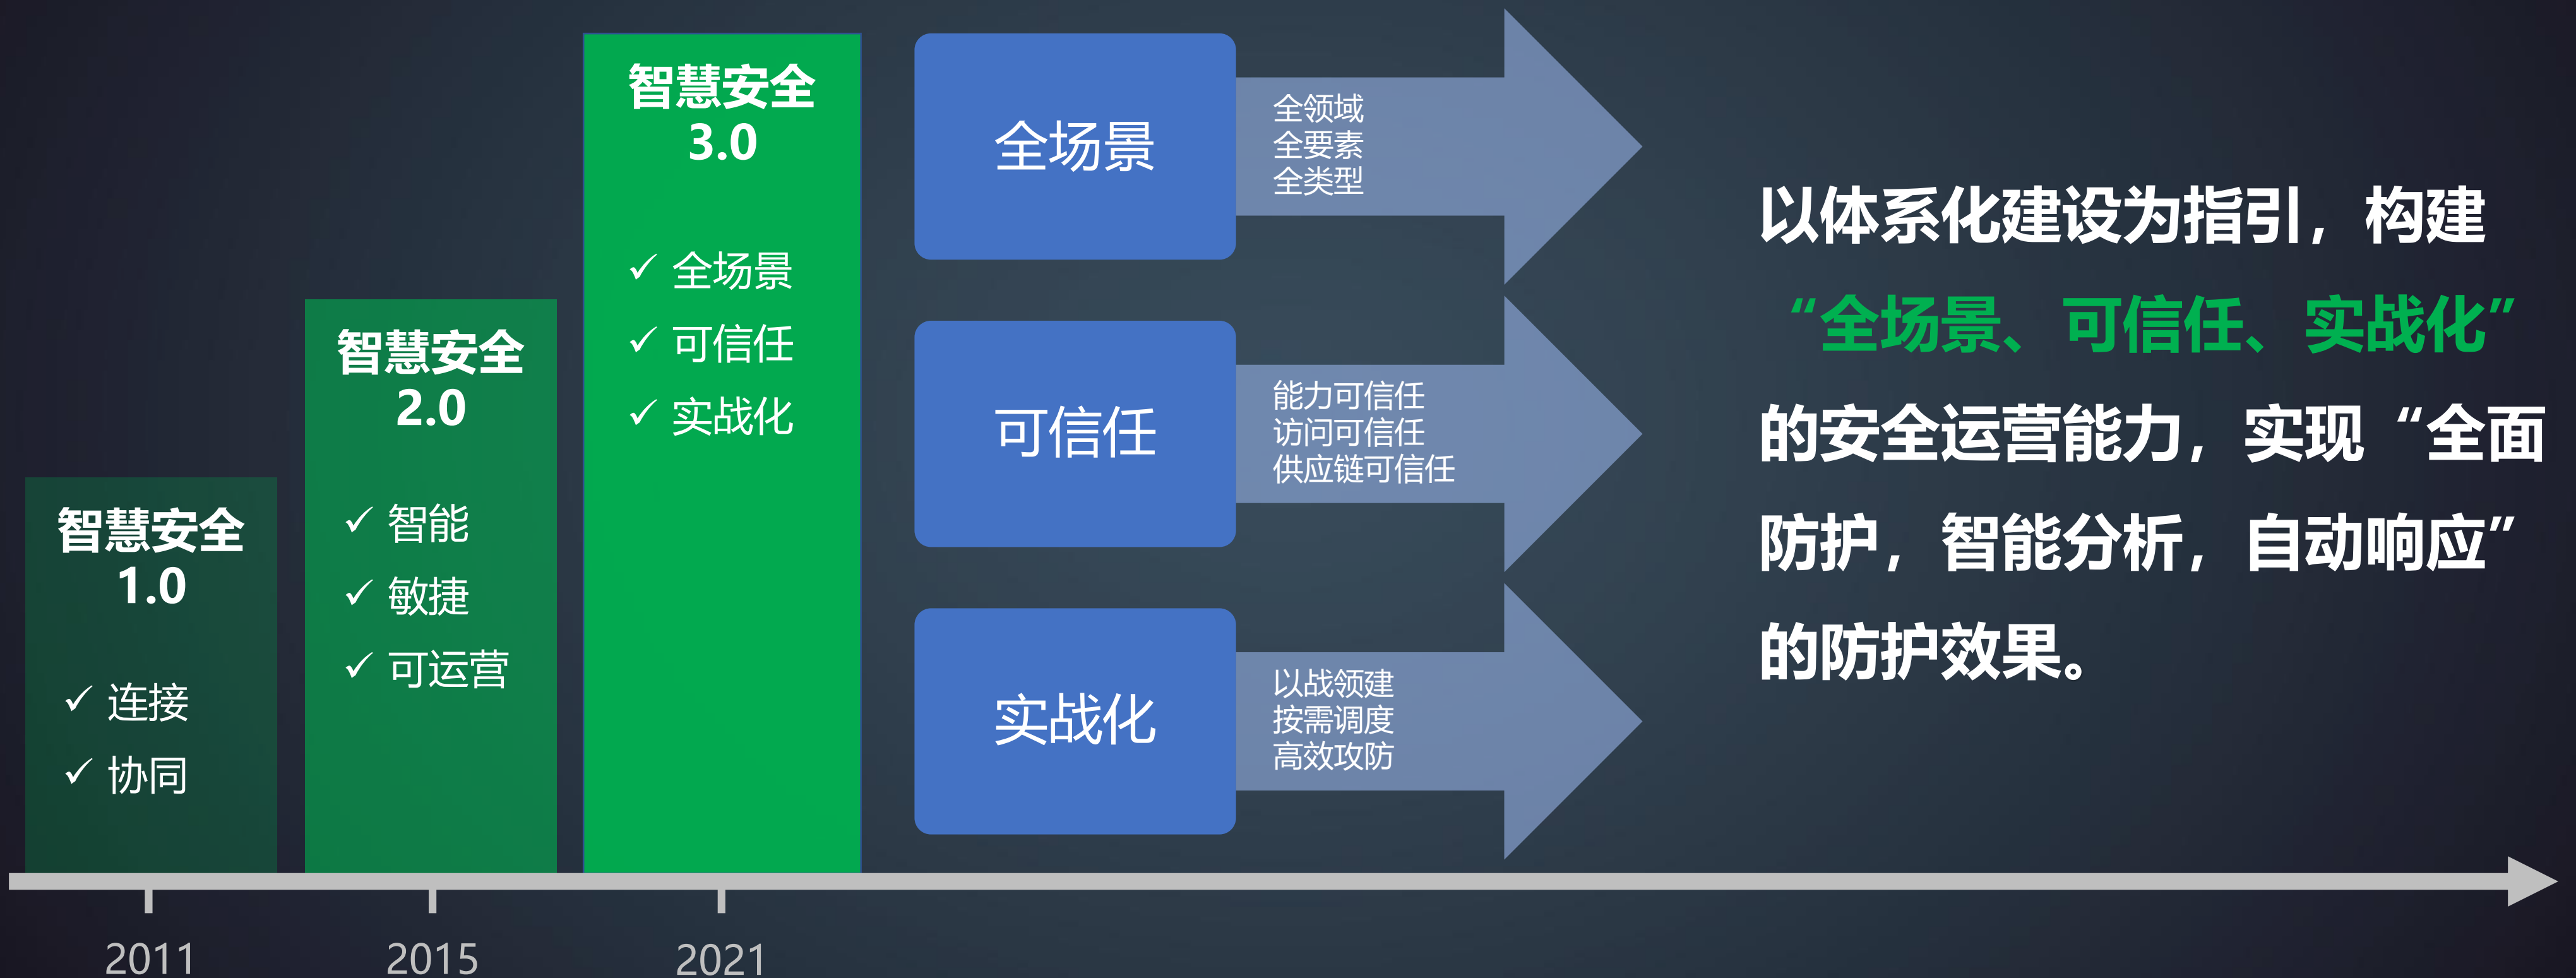 智慧安全
1.0
✓ 连接
✓ 协同
智慧安全
2.0
✓ 智能
✓ 敏捷
✓ 可运营
智慧安全
3.0
✓ 全场景
✓ 可信任
✓ 实战化
全场景
全领域
全要素
全类型
可信任
能力可信任
访问可信任
供应链可信任
实战化
以战领建
按需调度
高效攻防
以体系化建设为指引，构建
“全场景、可信任、实战化”
的安全运营能力，实现“全面
防护，智能分析，自动响应”
的防护效果。
2011
2015
2021